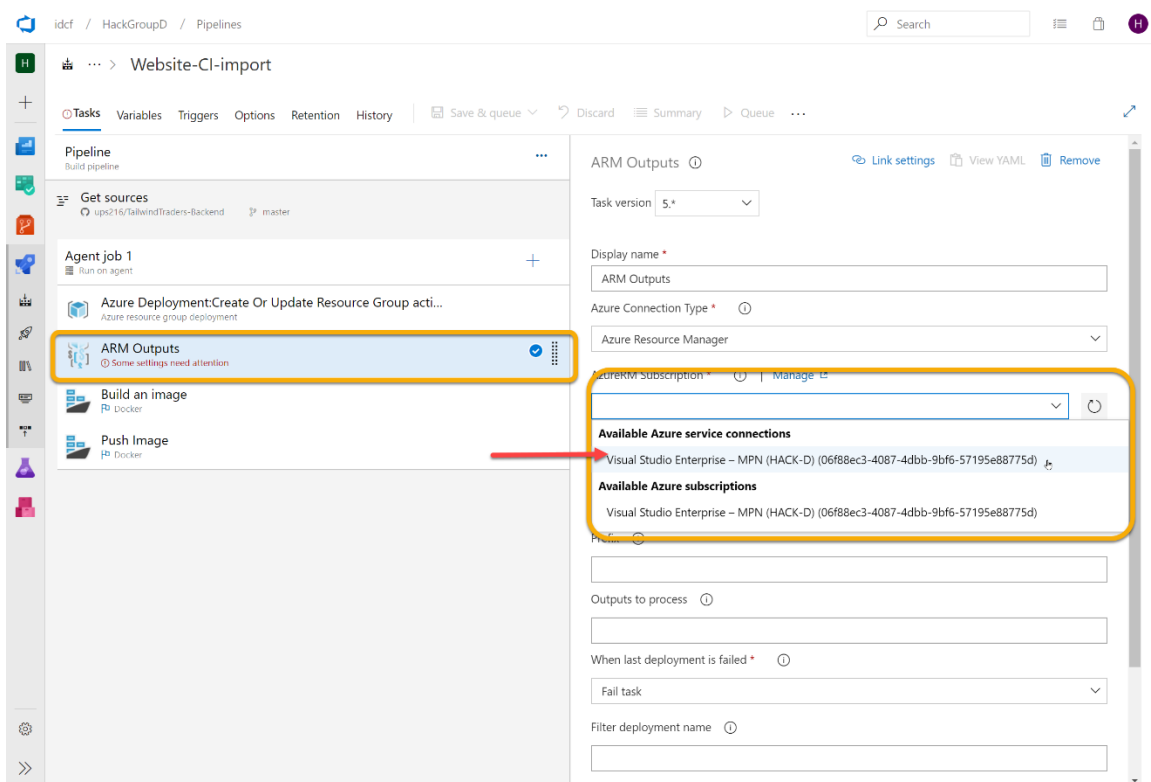 idcf / HackGroupD / Pipelines
Search
H
H
··· > Website-CI-import
Tasks Variables Triggers Options Retention History Save & queue Discard Summary Queue ···
Pipeline
Build pipeline
Get sources
ups216/TailwindTraders-Backend master
Agent job 1
Run on agent
Azure Deployment:Create Or Update Resource Group acti...
Azure resource group deployment
ARM Outputs
Some settings need attention
Build an image
Docker
Push Image
Docker
ARM Outputs
Link settings View YAML Remove
Task version 5.*
Display name *
ARM Outputs
Azure Connection Type *
Azure Resource Manager
AzureRM Subscription * | Manage
Available Azure service connections
Visual Studio Enterprise – MPN (HACK-D) (06f88ec3-4087-4dbb-9bf6-57195e88775d)
Available Azure subscriptions
Visual Studio Enterprise – MPN (HACK-D) (06f88ec3-4087-4dbb-9bf6-57195e88775d)
Prefix
Outputs to process
When last deployment is failed *
Fail task
Filter deployment name